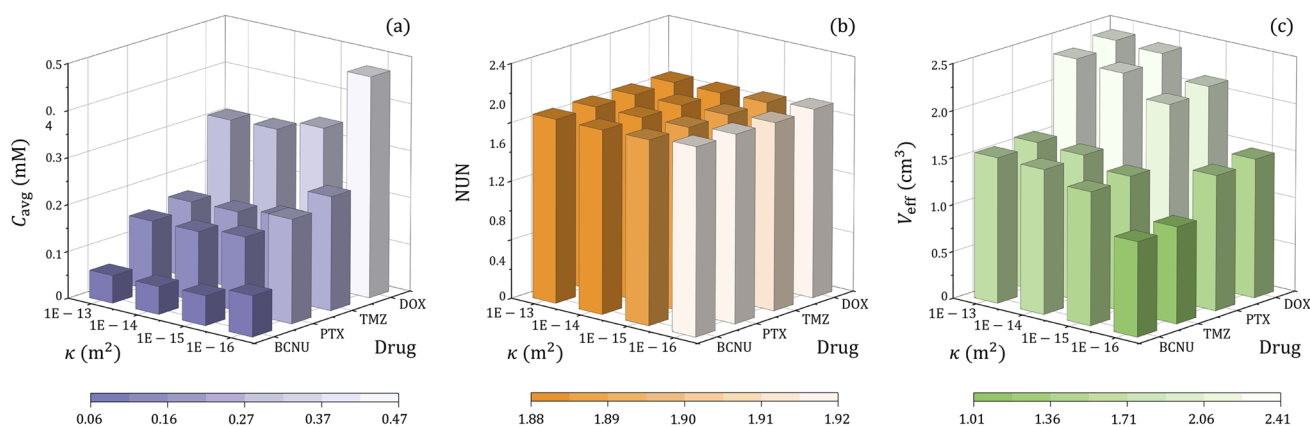 (a)
0.5
0.
4
0.3
0.2
0.1
0
C_avg (mM)
1E − 13
1E − 14
1E − 15
1E − 16
κ (m²)
BCNU
PTX
TMZ
DOX
Drug
0.06 0.16 0.27 0.37 0.47
(b)
2.4
2.0
1.6
1.2
0.8
0.4
0
NUN
1E − 13
1E − 14
1E − 15
1E − 16
κ (m²)
BCNU
PTX
TMZ
DOX
Drug
1.88 1.89 1.90 1.91 1.92
(c)
2.5
2.0
1.5
1.0
0.5
0
V_eff (cm³)
1E − 13
1E − 14
1E − 15
1E − 16
κ (m²)
BCNU
TMZ
PTX
DOX
Drug
1.01 1.36 1.71 2.06 2.41